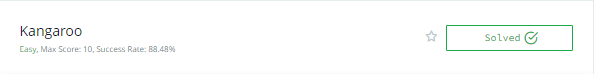 Kangaroo
Solved
Easy, Max Score: 10, Success Rate: 88.48%